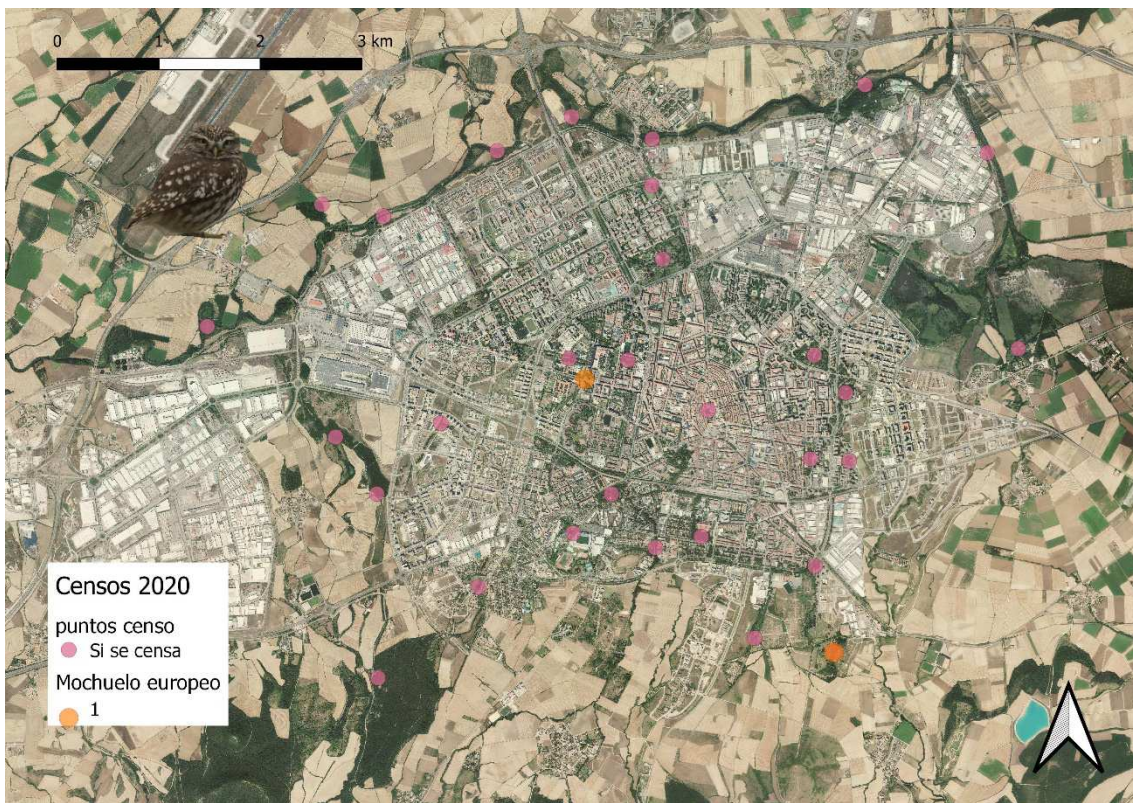 0 1 2 3 km
Censos 2020
puntos censo
Si se censa
Mochuelo europeo
1